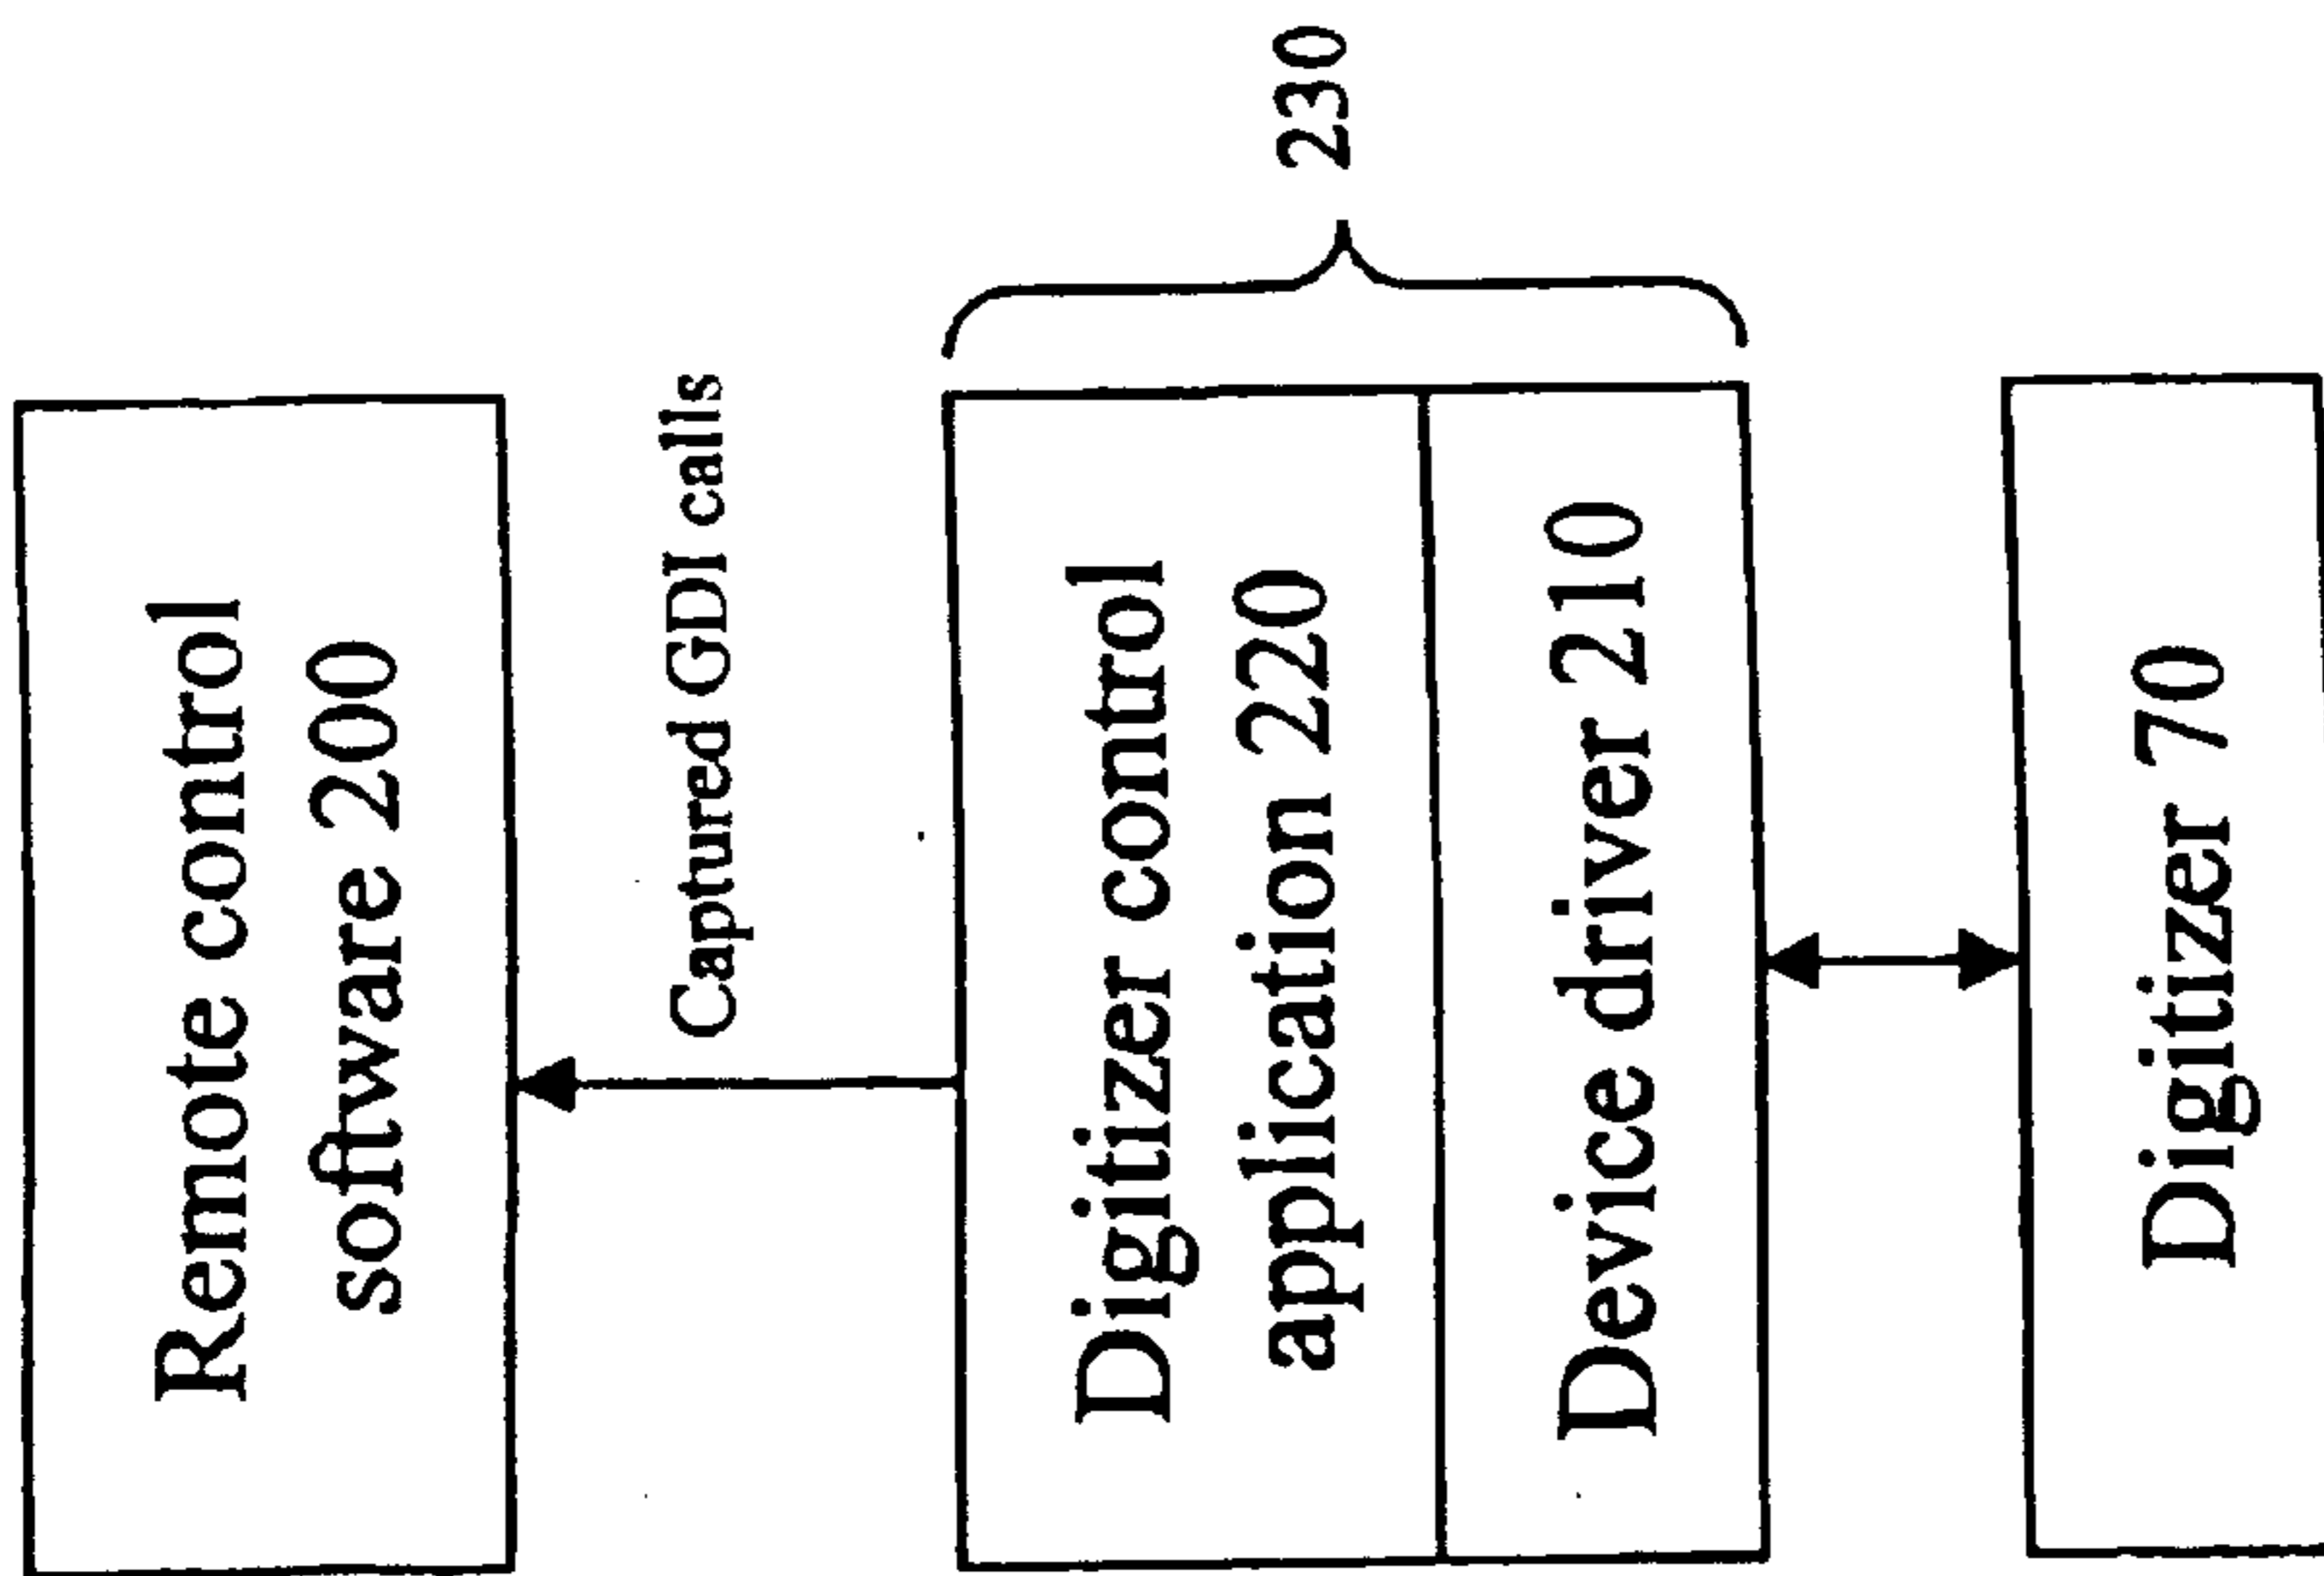 Remote control
software 200
Captured GDI calls
Digitizer control
application 220
Device driver 210
230
Digitizer 70